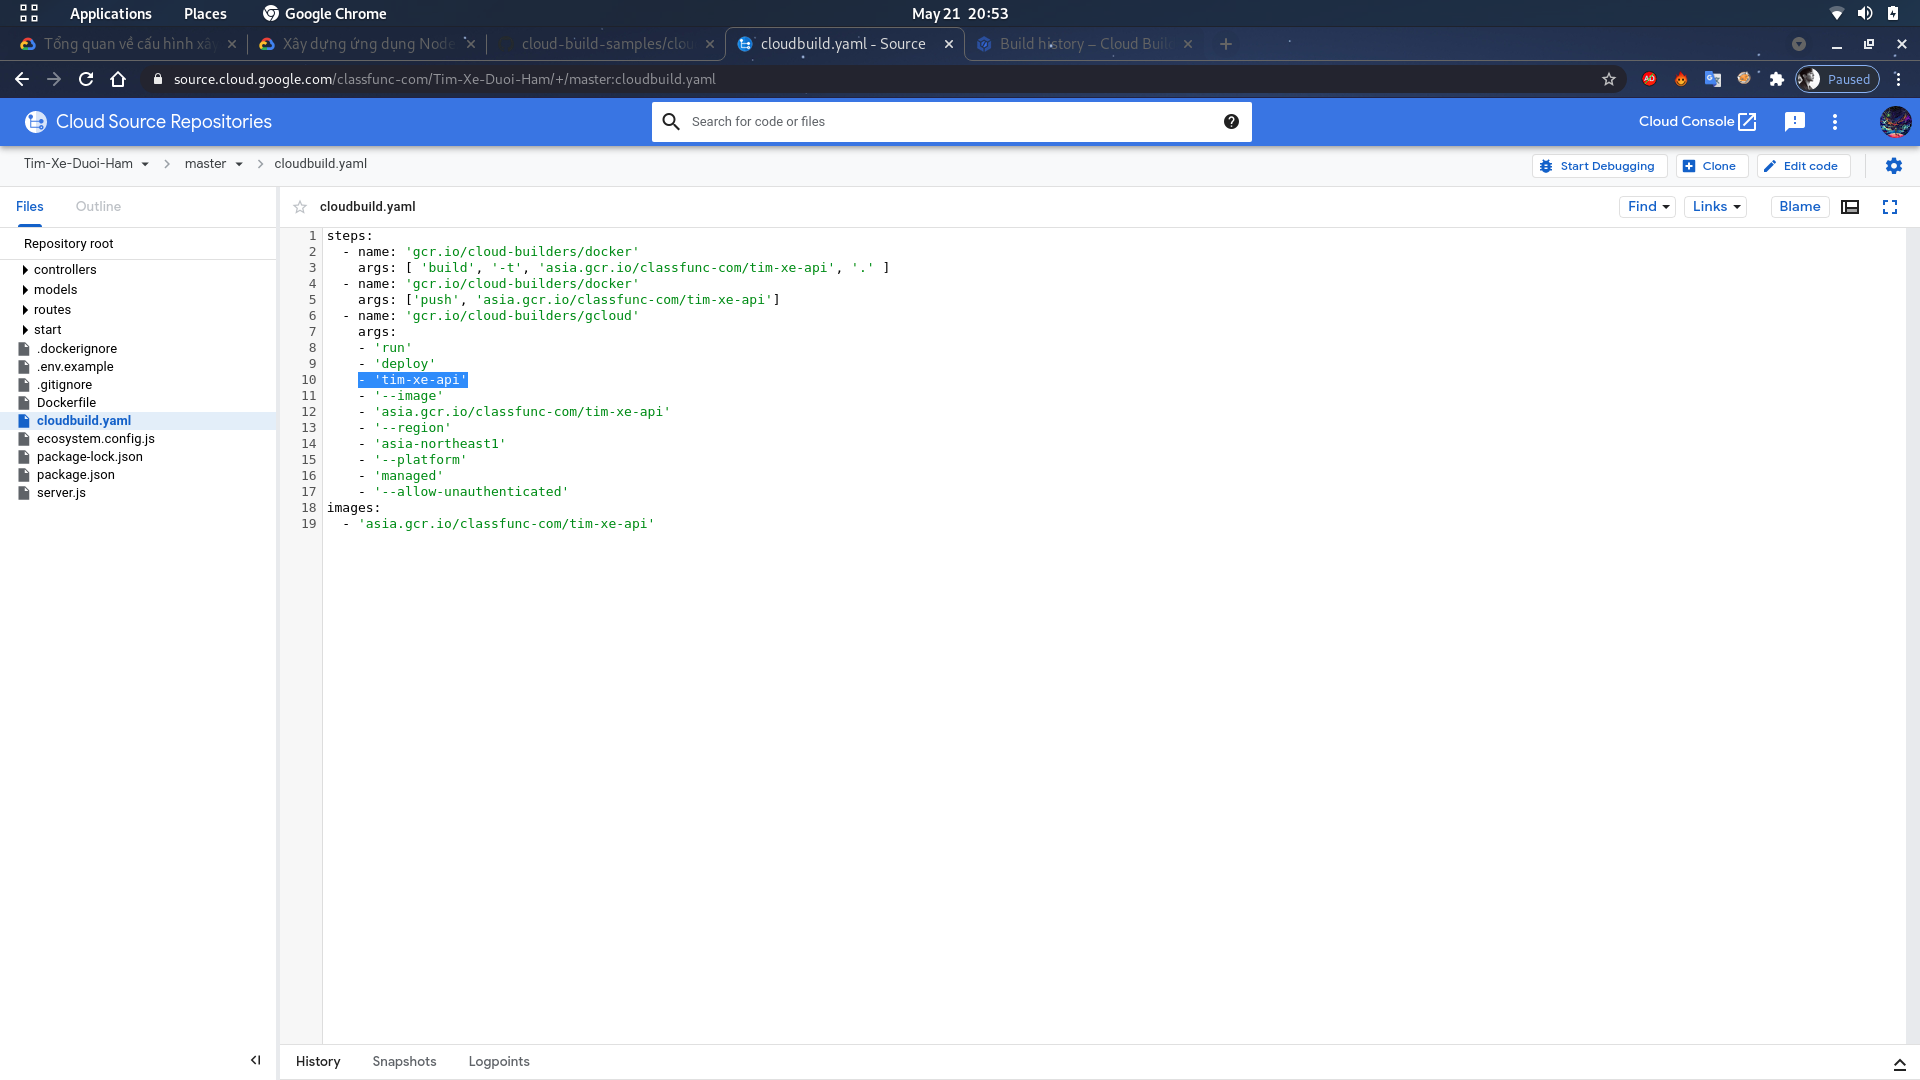 Applications Places Google Chrome May 21 20:53
Tổng quan về cấu hình xâ
Xây dựng ứng dụng Node
cloud-build-samples/clou
cloudbuild.yaml - Source
Build history – Cloud Buil
source.cloud.google.com/classfunc-com/Tim-Xe-Duoi-Ham/+/master:cloudbuild.yaml
Paused
Cloud Source Repositories
Search for code or files
Cloud Console
Tim-Xe-Duoi-Ham master cloudbuild.yaml
Start Debugging Clone Edit code
Files Outline
cloudbuild.yaml
Find Links Blame
Repository root
controllers
models
routes
start
.dockerignore
.env.example
.gitignore
Dockerfile
cloudbuild.yaml
ecosystem.config.js
package-lock.json
package.json
server.js
1 steps:
2 - name: 'gcr.io/cloud-builders/docker'
3 args: [ 'build', '-t', 'asia.gcr.io/classfunc-com/tim-xe-api', '.' ]
4 - name: 'gcr.io/cloud-builders/docker'
5 args: ['push', 'asia.gcr.io/classfunc-com/tim-xe-api']
6 - name: 'gcr.io/cloud-builders/gcloud'
7 args:
8 - 'run'
9 - 'deploy'
10 - 'tim-xe-api'
11 - '--image'
12 - 'asia.gcr.io/classfunc-com/tim-xe-api'
13 - '--region'
14 - 'asia-northeast1'
15 - '--platform'
16 - 'managed'
17 - '--allow-unauthenticated'
18 images:
19 - 'asia.gcr.io/classfunc-com/tim-xe-api'
History Snapshots Logpoints